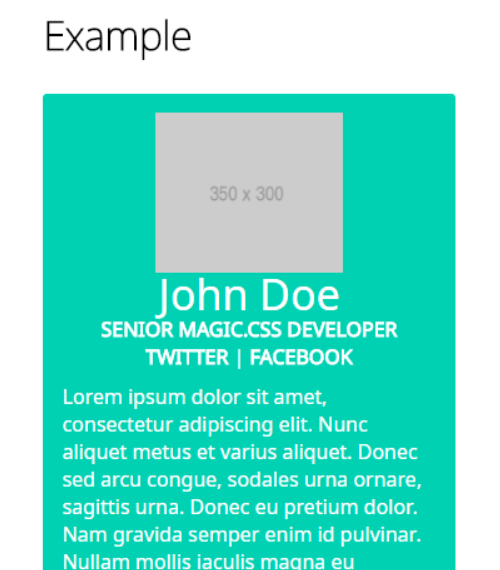 Example
350 x 300
John Doe
SENIOR MAGIC.CSS DEVELOPER
TWITTER | FACEBOOK
Lorem ipsum dolor sit amet,
consectetur adipiscing elit. Nunc
aliquet metus et varius aliquet. Donec
sed arcu congue, sodales urna ornare,
sagittis urna. Donec eu pretium dolor.
Nam gravida semper enim id pulvinar.
Nullam mollis iaculis magna eu